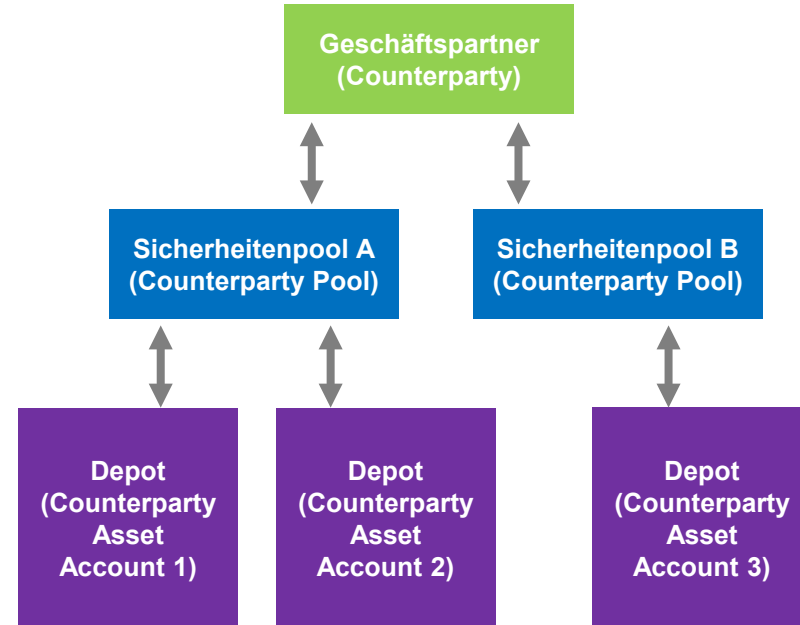 Geschäftspartner
(Counterparty)
Sicherheitenpool A
(Counterparty Pool)
Sicherheitenpool B
(Counterparty Pool)
Depot
(Counterparty
Asset
Account 1)
Depot
(Counterparty
Asset
Account 2)
Depot
(Counterparty
Asset
Account 3)